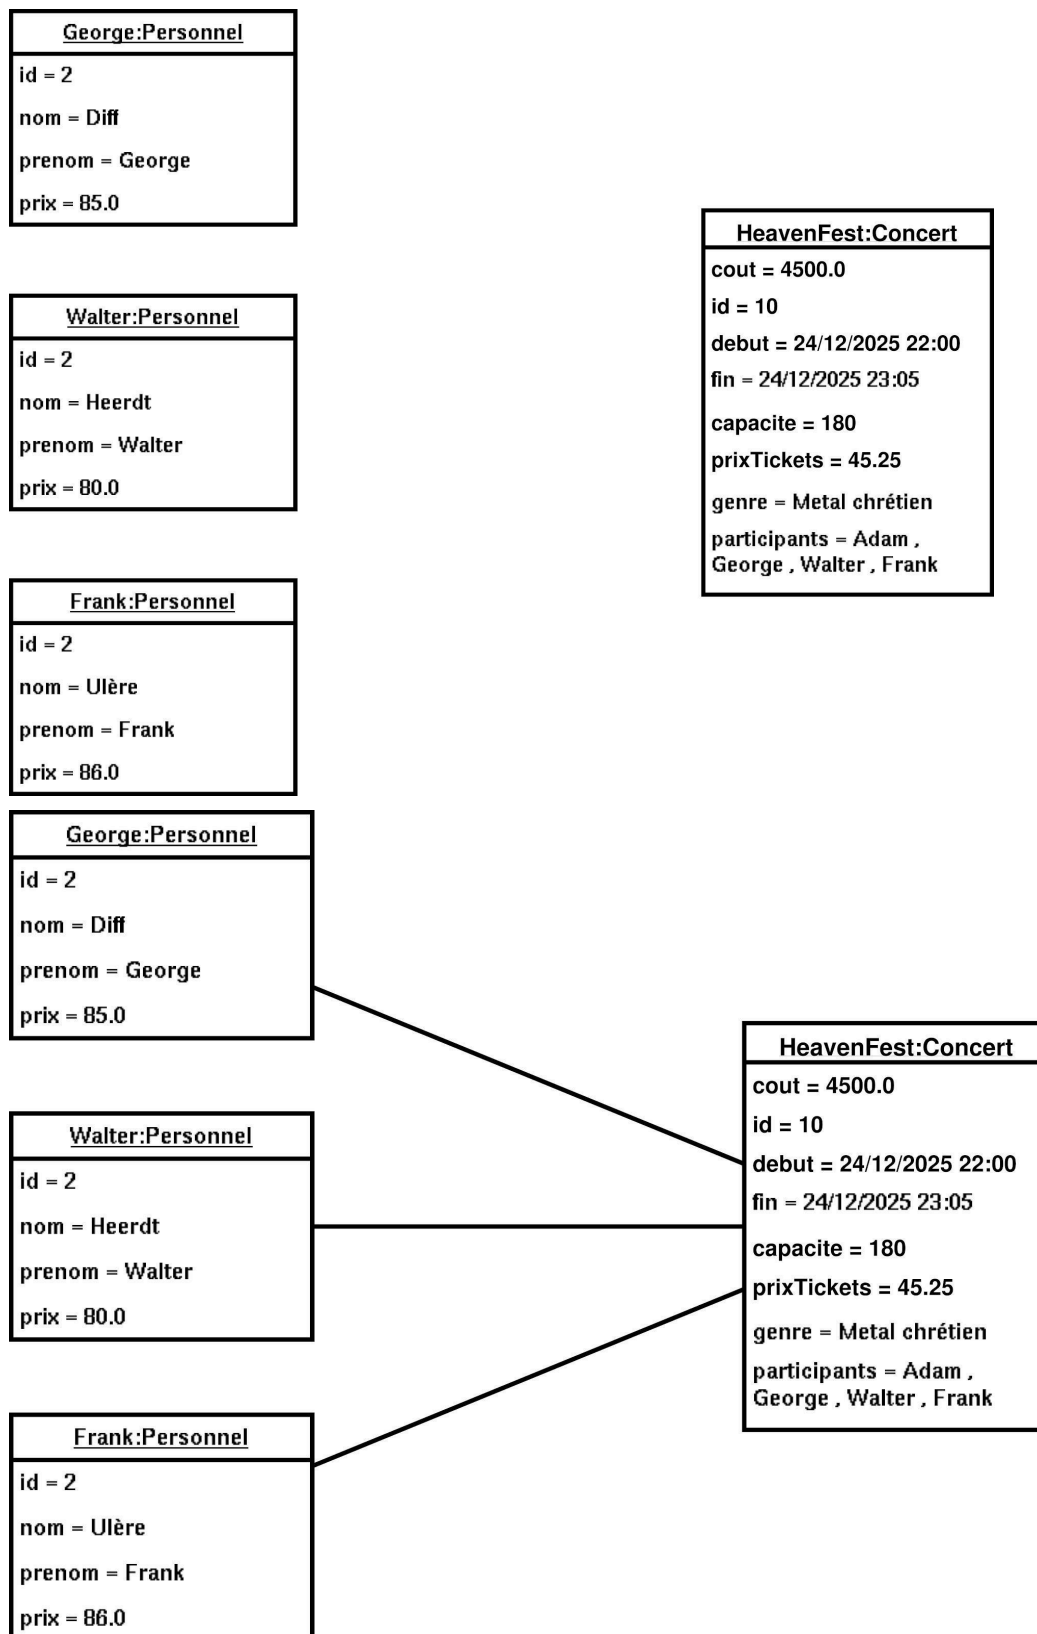 George:Personnel
id = 2
nom = Diff
prenom = George
prix = 85.0
HeavenFest:Concert
cout = 4500.0
id = 10
debut = 24/12/2025 22:00
fin = 24/12/2025 23:05
capacite = 180
prixTickets = 45.25
genre = Metal chrétien
participants = Adam ,
George , Walter , Frank
Walter:Personnel
id = 2
nom = Heerdt
prenom = Walter
prix = 80.0
Frank:Personnel
id = 2
nom = Ulère
prenom = Frank
prix = 86.0
George:Personnel
id = 2
nom = Diff
prenom = George
prix = 85.0
HeavenFest:Concert
cout = 4500.0
id = 10
debut = 24/12/2025 22:00
fin = 24/12/2025 23:05
capacite = 180
prixTickets = 45.25
genre = Metal chrétien
participants = Adam ,
George , Walter , Frank
Walter:Personnel
id = 2
nom = Heerdt
prenom = Walter
prix = 80.0
Frank:Personnel
id = 2
nom = Ulère
prenom = Frank
prix = 86.0